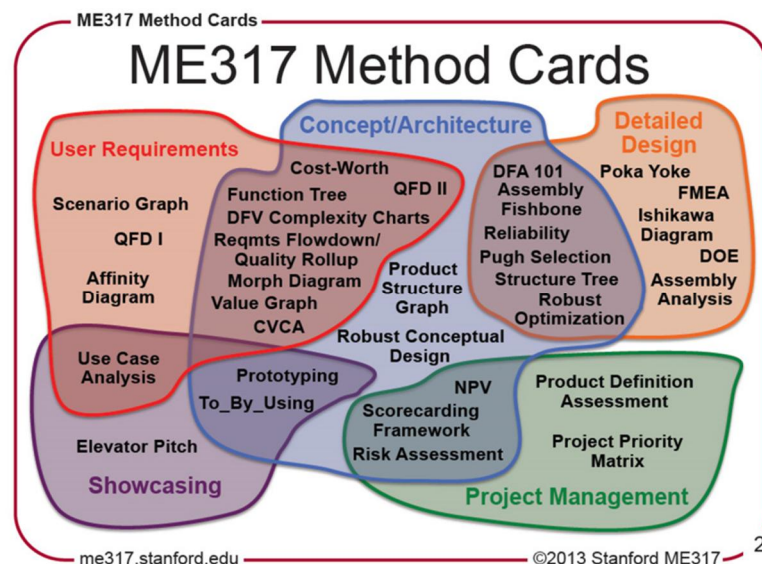 ME317 Method Cards
ME317 Method Cards
User Requirements
Scenario Graph
QFD I
Affinity
Diagram
Concept/Architecture
Cost-Worth
QFD II
Function Tree
DFV Complexity Charts
Reqmts Flowdown/
Quality Rollup
Morph Diagram
Value Graph
CVCA
Product
Structure
Graph
Robust Conceptual
Design
Detailed
Design
DFA 101
Assembly
Fishbone
Reliability
Pugh Selection
Structure Tree
Robust
Optimization
Poka Yoke
FMEA
Ishikawa
Diagram
DOE
Assembly
Analysis
Use Case
Analysis
Prototyping
To_By_Using
Elevator Pitch
Showcasing
NPV
Scorecarding
Framework
Risk Assessment
Product Definition
Assessment
Project Priority
Matrix
Project Management
me317.stanford.edu
©2013 Stanford ME317
2